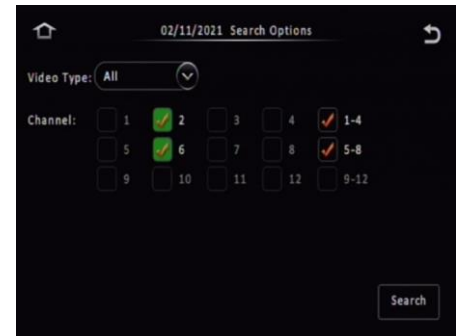 02/11/2021 Search Options
Video Type: All
Channel: 1 2 3 4 1-4
5 6 7 8 5-8
9 10 11 12 9-12
Search